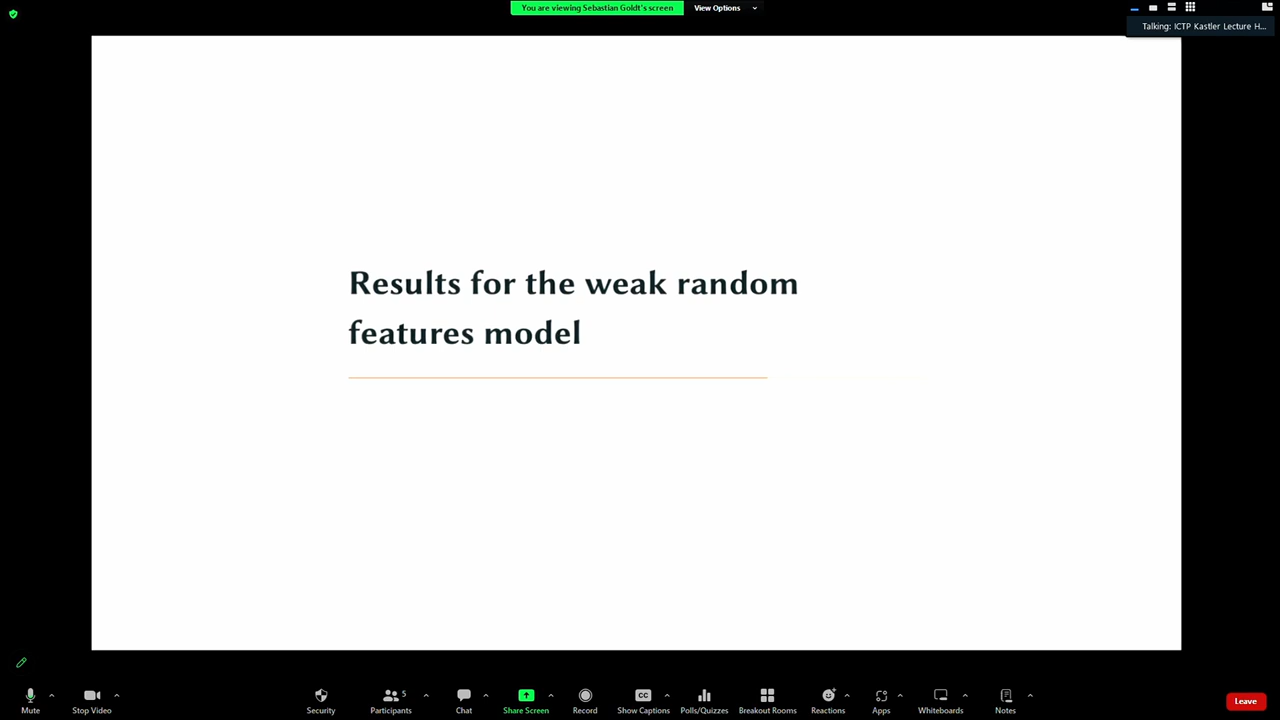 You are viewing Sebastian Goldt's screen
View Options
Talking: ICTP Kastler Lecture H...
Results for the weak random
features model
Mute
Stop Video
Participants
5
Chat
Share Screen
Record
CC
Show Captions
Polls/Quizzes
Breakout Rooms
Reactions
Apps
Whiteboards
Notes
Leave